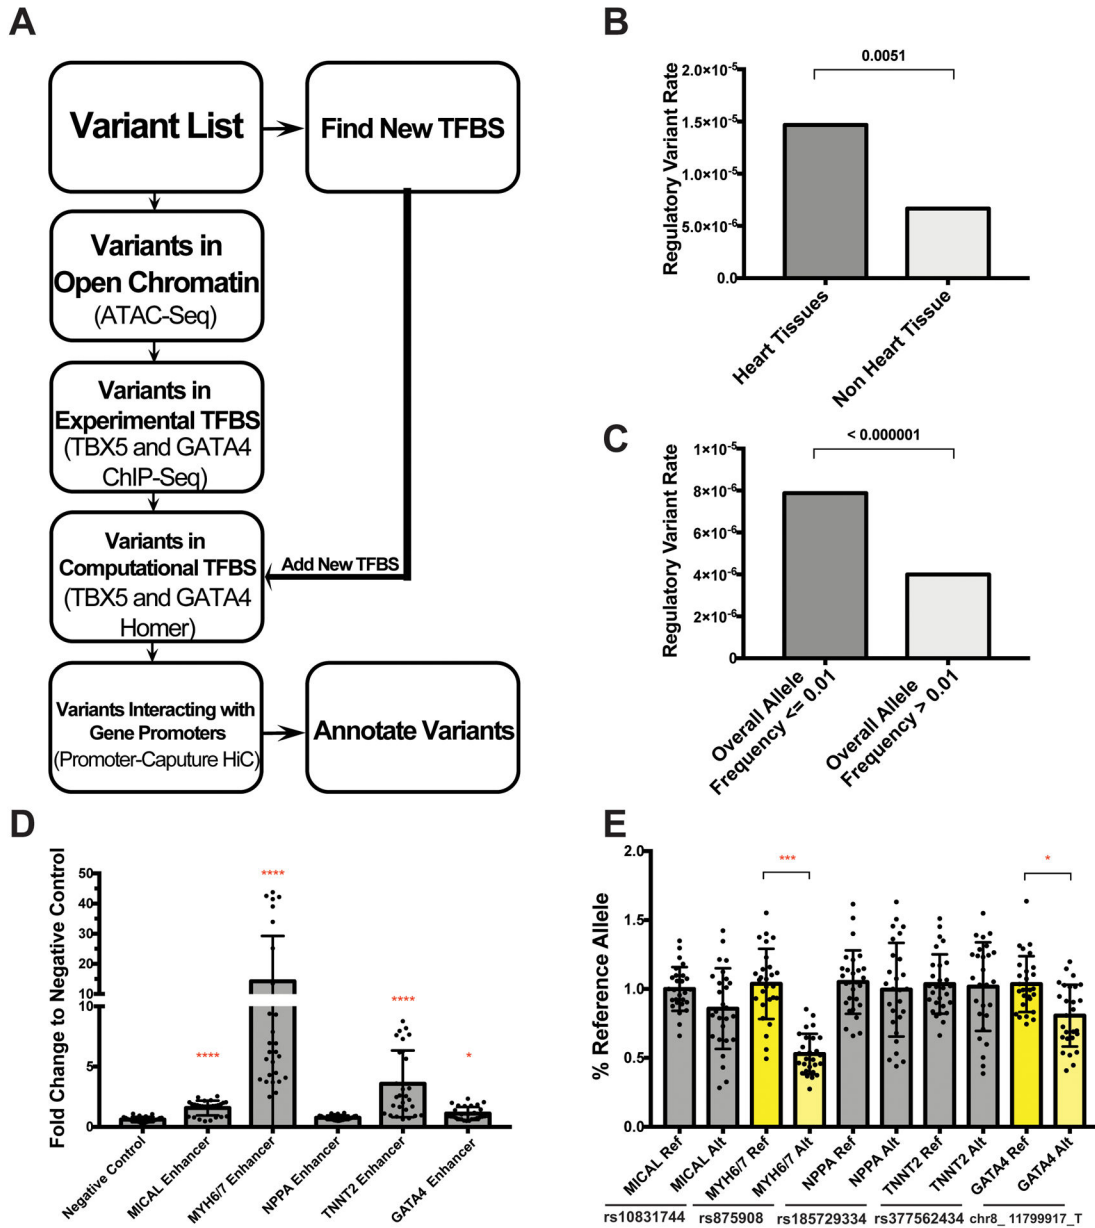 A
Variant List
Find New TFBS
Variants in
Open Chromatin
(ATAC-Seq)
Variants in
Experimental TFBS
(TBX5 and GATA4
ChIP-Seq)
Variants in
Computational TFBS
(TBX5 and GATA4
Homer)
Add New TFBS
Variants Interacting with
Gene Promoters
(Promoter-Caputure HiC)
Annotate Variants
B
0.0051
Regulatory Variant Rate
2.0×10⁻⁵
1.5×10⁻⁵
1.0×10⁻⁵
5.0×10⁻⁶
0.0
Heart Tissues
Non Heart Tissue
C
< 0.000001
Regulatory Variant Rate
1×10⁻⁵
8×10⁻⁶
6×10⁻⁶
4×10⁻⁶
2×10⁻⁶
0
Overall Allele
Frequency <= 0.01
Overall Allele
Frequency > 0.01
D
Fold Change to Negative Control
50
40
30
20
10
10
5
0
****
****
****
*
Negative Control
MICAL Enhancer
MYH6/7 Enhancer
NPPA Enhancer
TNNT2 Enhancer
GATA4 Enhancer
E
% Reference Allele
2.0
1.5
1.0
0.5
0.0
***
*
MICAL Ref
MICAL Alt
MYH6/7 Ref
MYH6/7 Alt
NPPA Ref
NPPA Alt
TNNT2 Ref
TNNT2 Alt
GATA4 Ref
GATA4 Alt
rs10831744
rs875908
rs185729334
rs377562434
chr8_ 11799917_T